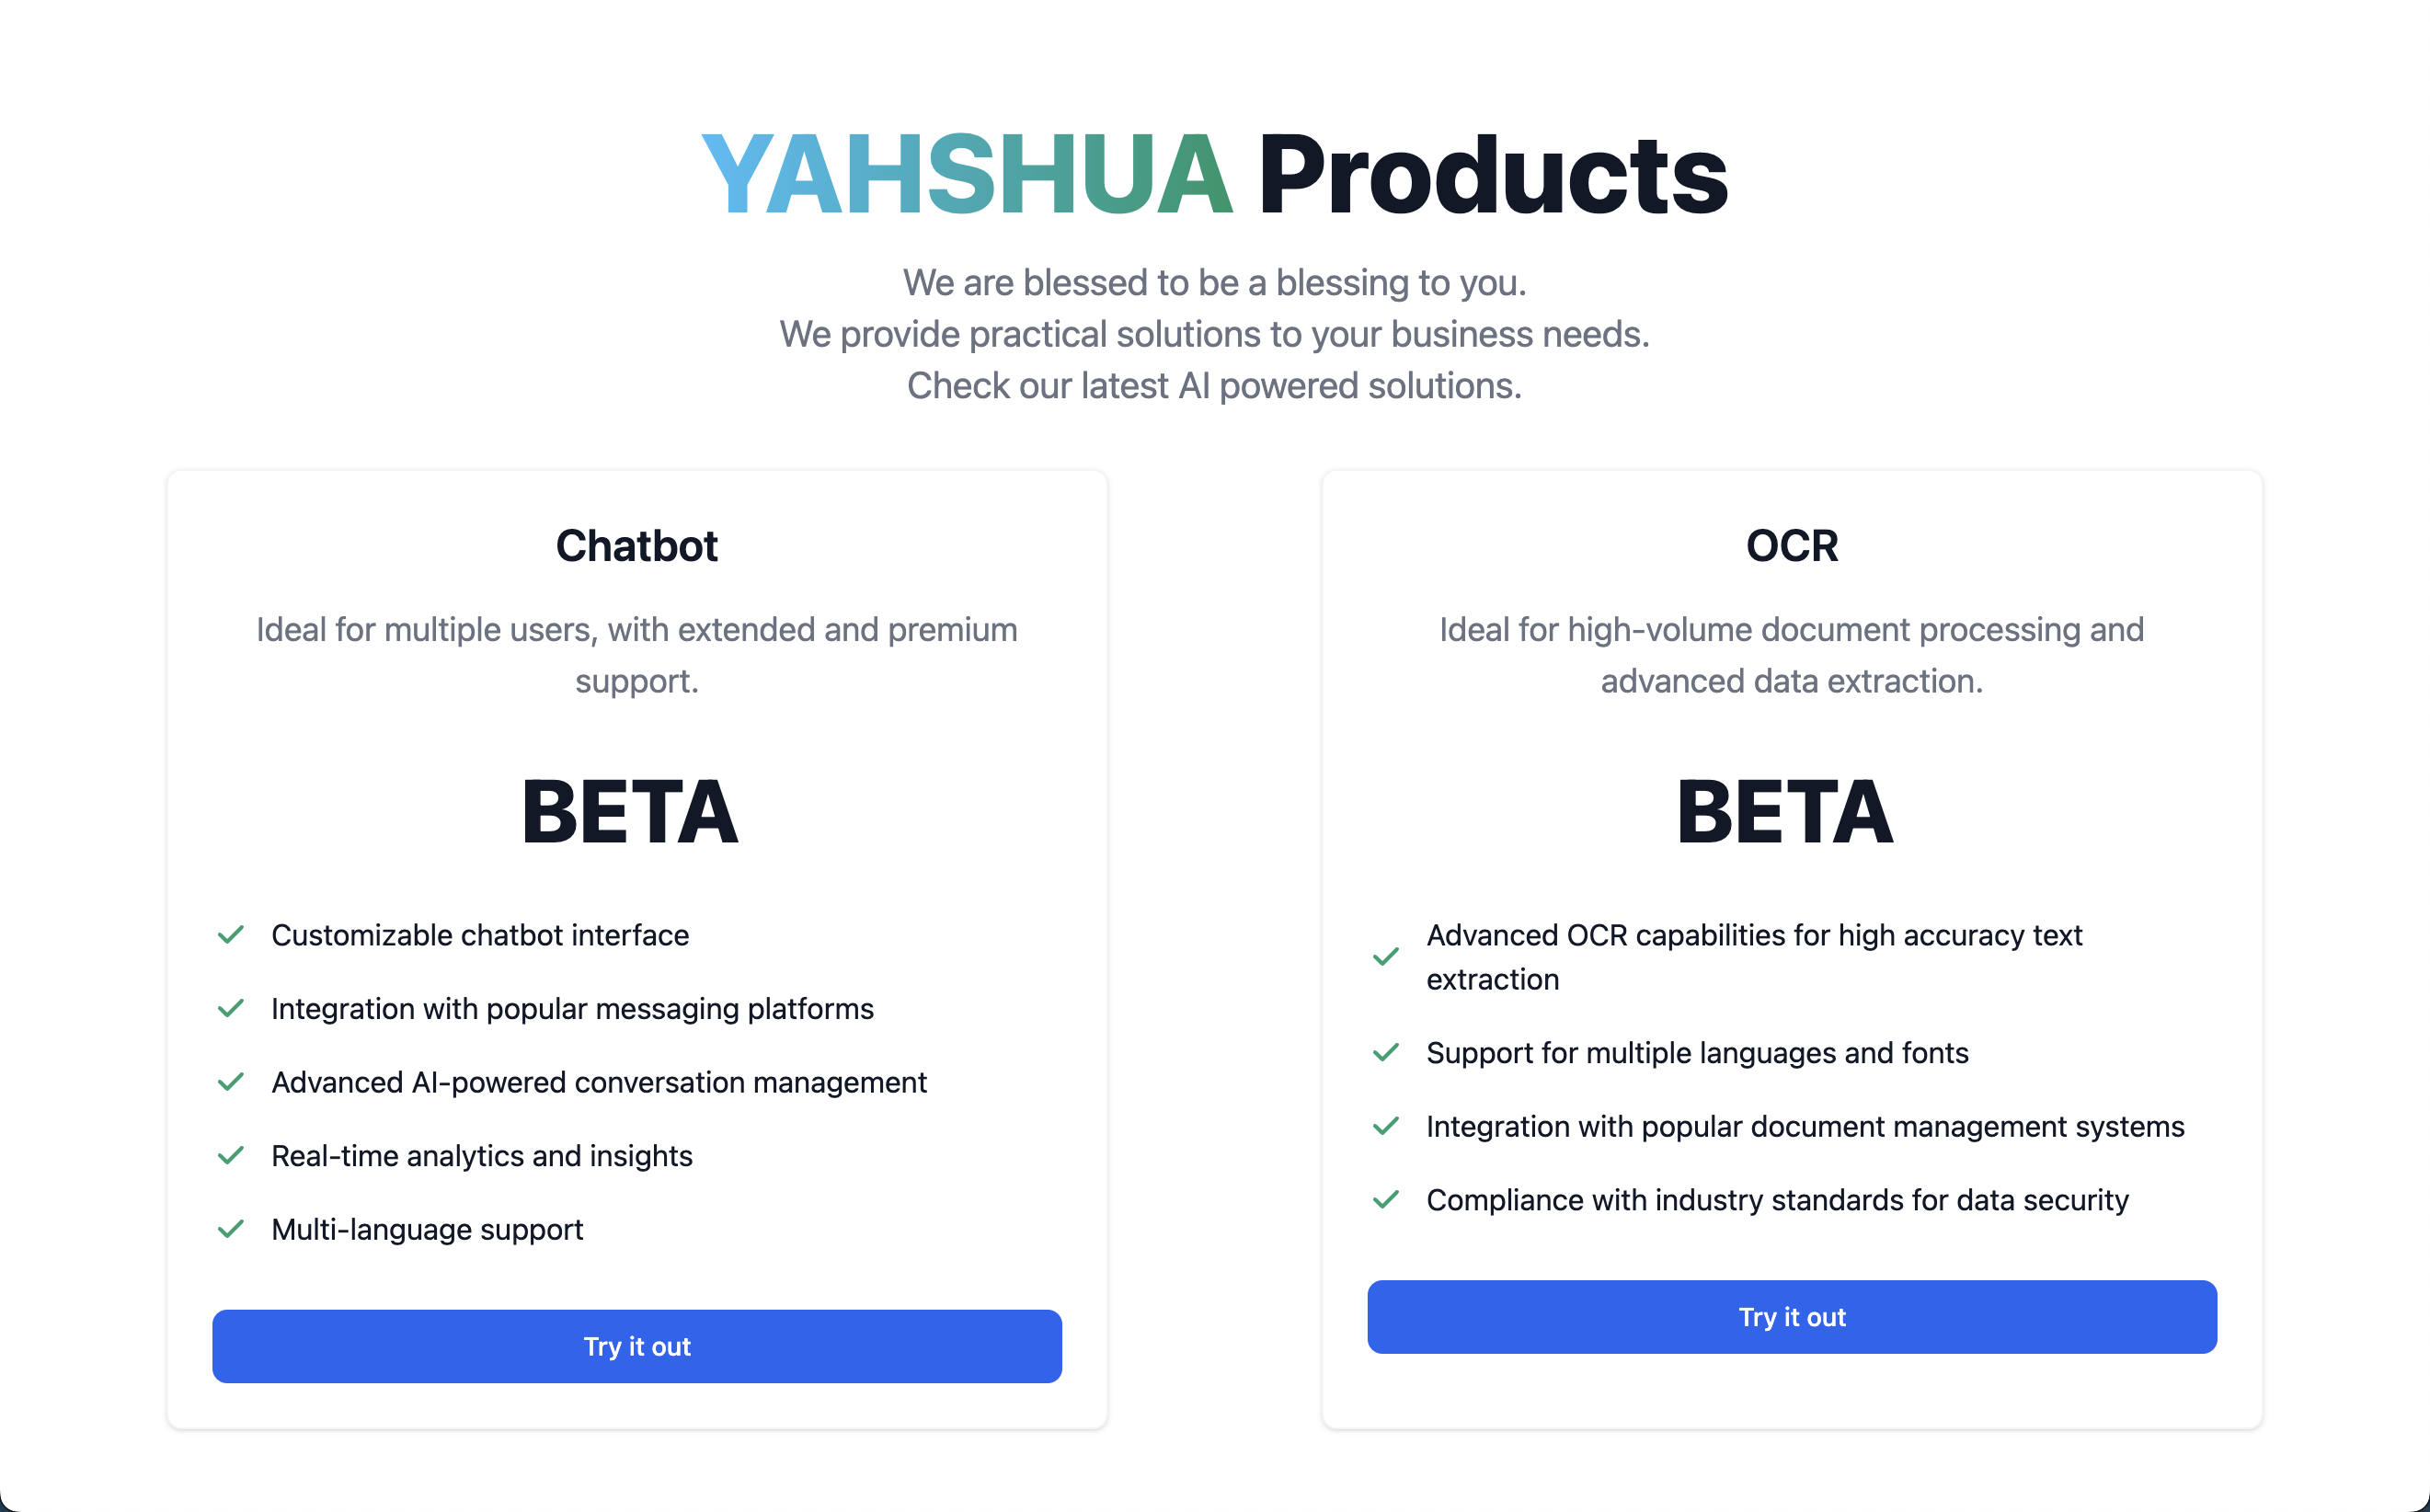 YAHSHUA Products
We are blessed to be a blessing to you.
We provide practical solutions to your business needs.
Check our latest AI powered solutions.
Chatbot
Ideal for multiple users, with extended and premium
support.
BETA
Customizable chatbot interface
Integration with popular messaging platforms
Advanced AI-powered conversation management
Real-time analytics and insights
Multi-language support
Try it out
OCR
Ideal for high-volume document processing and
advanced data extraction.
BETA
Advanced OCR capabilities for high accuracy text
extraction
Support for multiple languages and fonts
Integration with popular document management systems
Compliance with industry standards for data security
Try it out